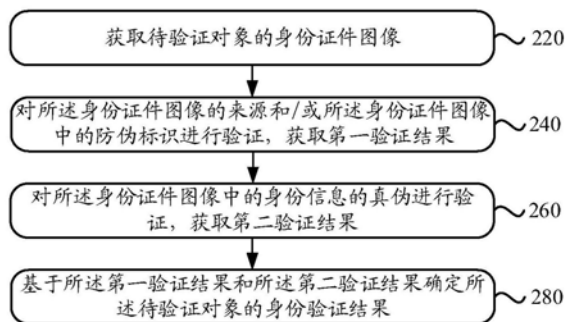 获取待验证对象的身份证件图像
220
对所述身份证件图像的来源和/或所述身份证件图像
中的防伪标识进行验证，获取第一验证结果
240
对所述身份证件图像中的身份信息的真伪进行验
证，获取第二验证结果
260
基于所述第一验证结果和所述第二验证结果确定所
述待验证对象的身份验证结果
280